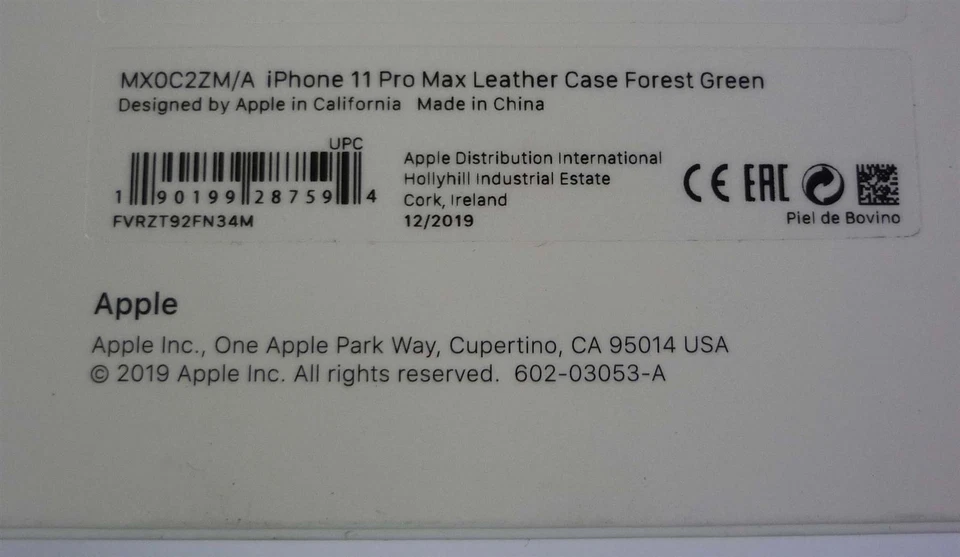 MX0C2ZM/A iPhone 11 Pro Max Leather Case Forest Green
Designed by Apple in California Made in China
UPC
1 90199 28759 4
FVRZT92FN34M
Apple Distribution International
Hollyhill Industrial Estate
Cork, Ireland
12/2019
CE EAC
Piel de Bovino
Apple
Apple Inc., One Apple Park Way, Cupertino, CA 95014 USA
© 2019 Apple Inc. All rights reserved. 602-03053-A